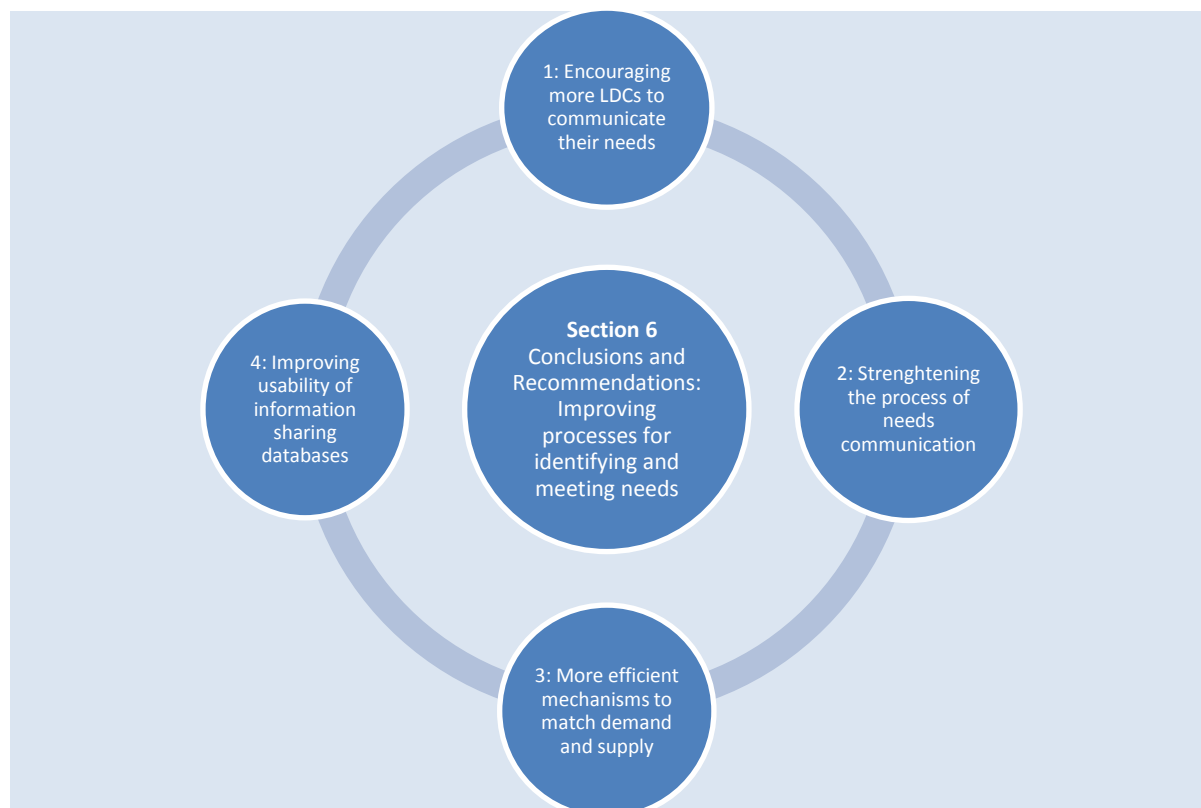 1: Encouraging
more LDCs to
communicate
their needs
Section 6
Conclusions and
Recommendations:
Improving
processes for
identifying and
meeting needs
2: Strenghtening
the process of
needs
communication
3: More efficient
mechanisms to
match demand
and supply
4: Improving
usability of
information
sharing
databases